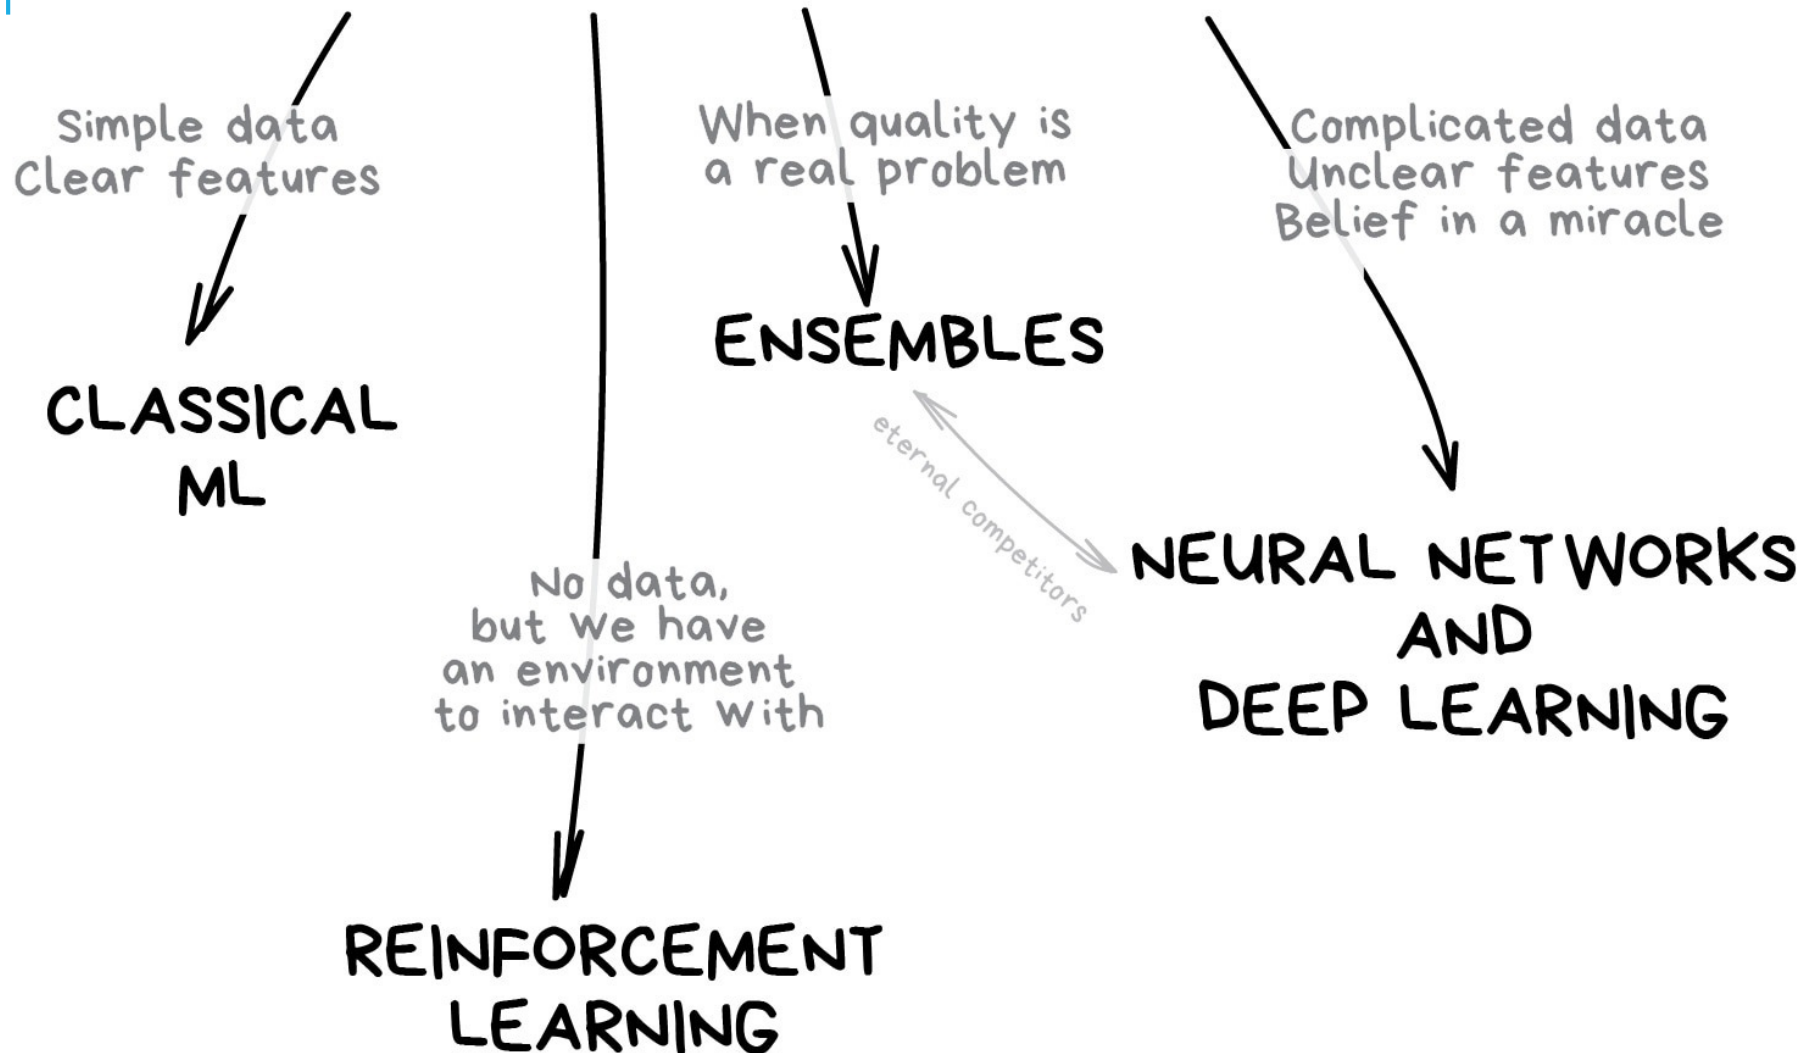 Simple data
Clear features
CLASSICAL
ML
No data,
but we have
an environment
to interact with
REINFORCEMENT
LEARNING
When quality is
a real problem
ENSEMBLES
eternal competitors
Complicated data
Unclear features
Belief in a miracle
NEURAL NETWORKS
AND
DEEP LEARNING